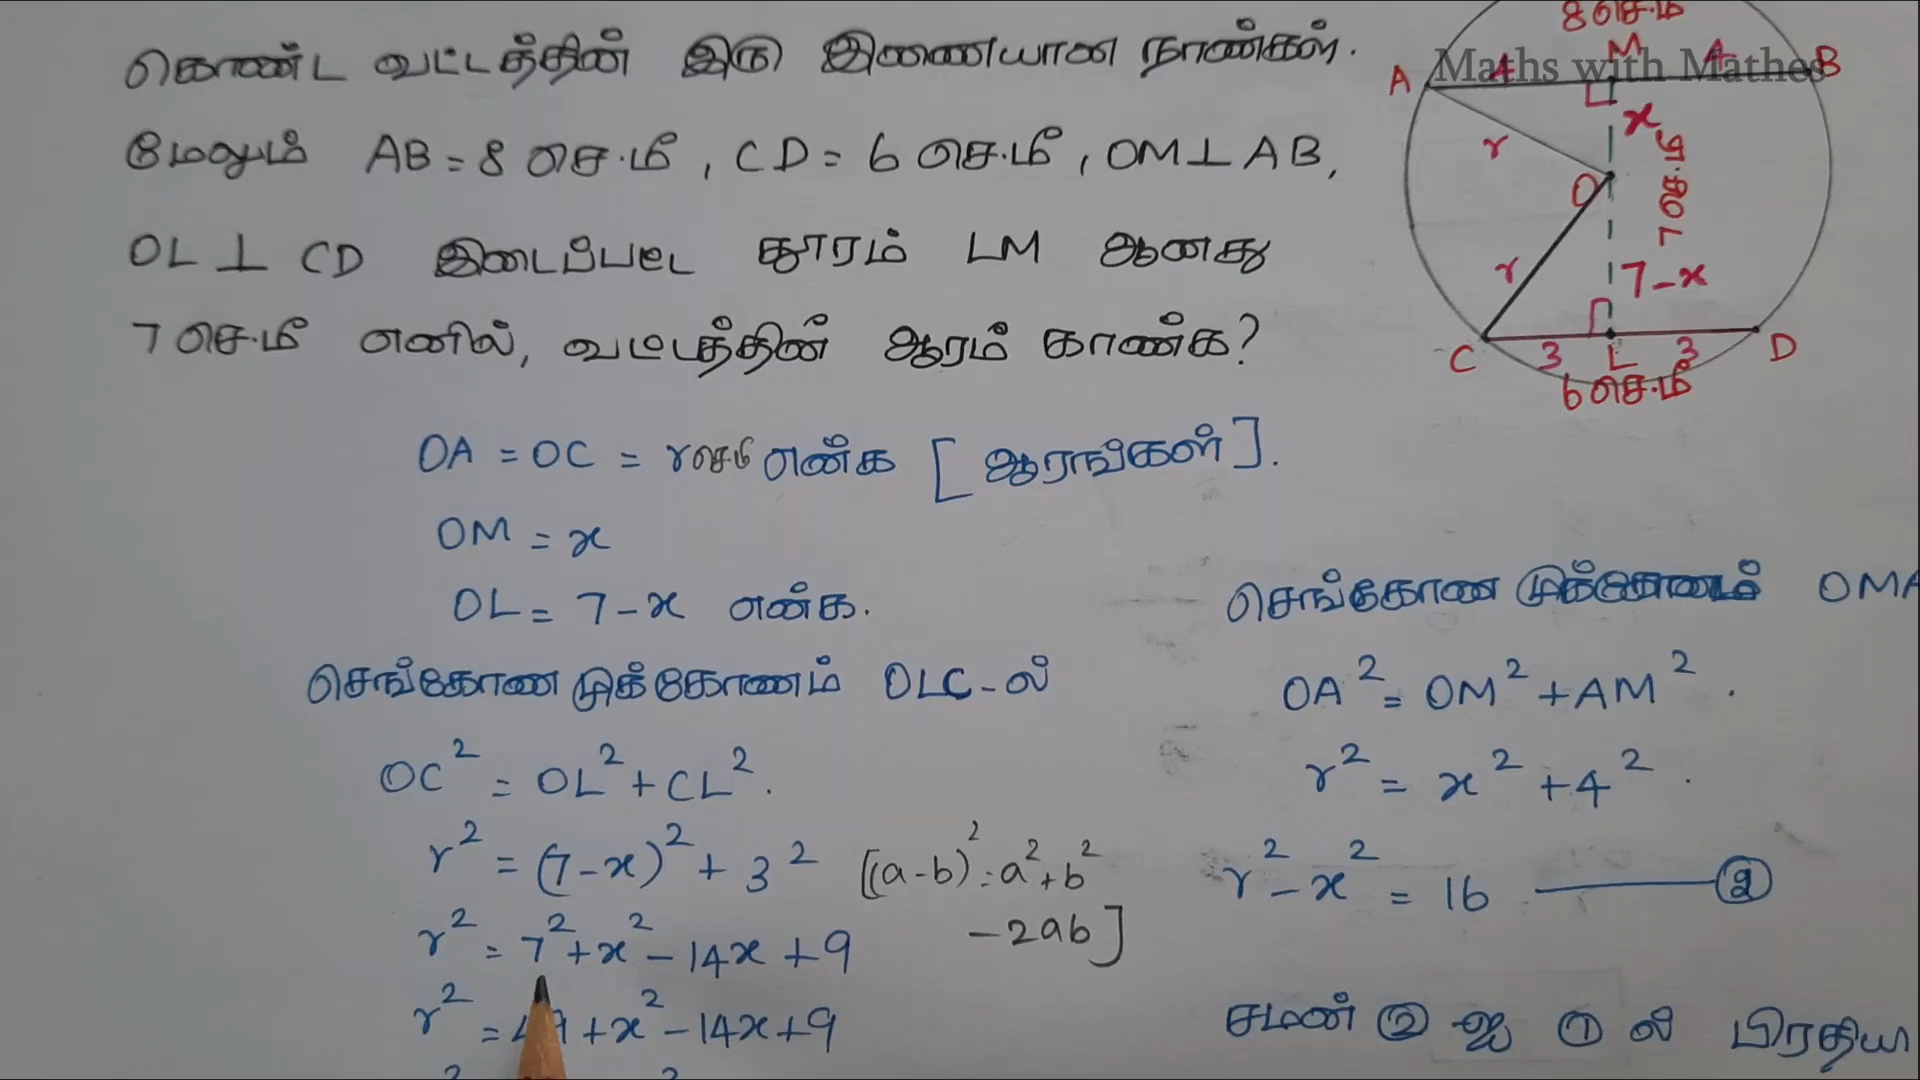 கொண்ட வட்டத்தின் இரு இணையான நாண்கள்.
மேலும் AB = 8 செ.மீ, CD = 6 செ.மீ, OM ⊥ AB,
OL ⊥ CD இடைப்பட்ட தூரம் LM ஆனது
7 செ.மீ எனில், வட்டத்தின் ஆரம் காண்க?
8 செ.மீ
Maths with Mathes
A 4 M 4 B
x
r
O
7 செ.மீ
r
7-x
C 3 L 3 D
6 செ.மீ
OA = OC = r செமீ என்க [ஆரங்கள்].
OM = x
OL = 7-x என்க.
செங்கோண முக்கோணம் OLC-ல்
OC² = OL² + CL².
r² = (7-x)² + 3² [(a-b)² = a² + b²
-2ab]
r² = 7² + x² - 14x + 9
r² = 49 + x² - 14x + 9
செங்கோண முக்கோணம் OMA
OA² = OM² + AM².
r² = x² + 4².
r² - x² = 16 —— ②
சமன் ② ஐ ① ல் பிரதியி